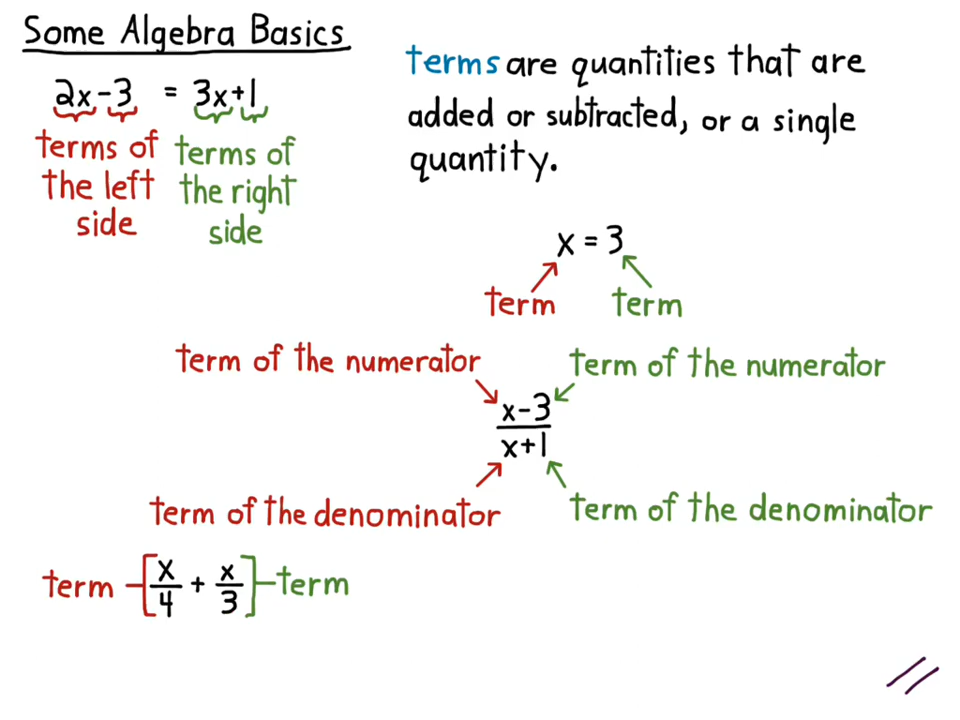 Some Algebra Basics
2x-3 = 3x+1
terms of the left side
terms of the right side
terms are quantities that are
added or subtracted, or a single
quantity.
x = 3
term term
term of the numerator term of the numerator
x-3
x+1
term of the denominator term of the denominator
term [x/4 + x/3] term